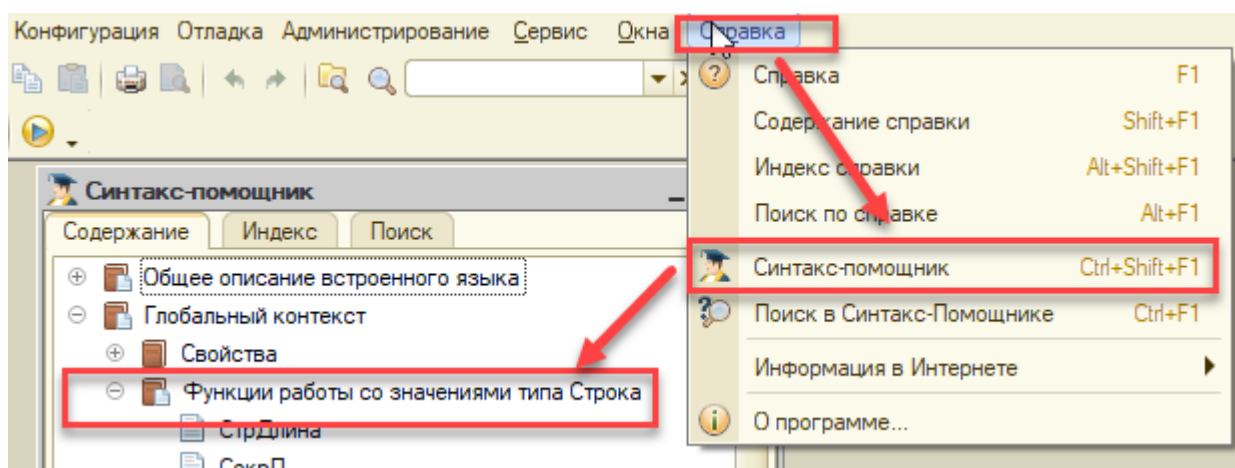 Конфигурация Отладка Администрирование Сервис Окна Справка
Справка F1
Содержание справки Shift+F1
Индекс справки Alt+Shift+F1
Поиск по справке Alt+F1
Синтакс-помощник Ctrl+Shift+F1
Поиск в Синтакс-Помощнике Ctrl+F1
Информация в Интернете
О программе...
Синтакс-помощник
Содержание Индекс Поиск
Общее описание встроенного языка
Глобальный контекст
Свойства
Функции работы со значениями типа Строка
СтрДлина
СокрЛ